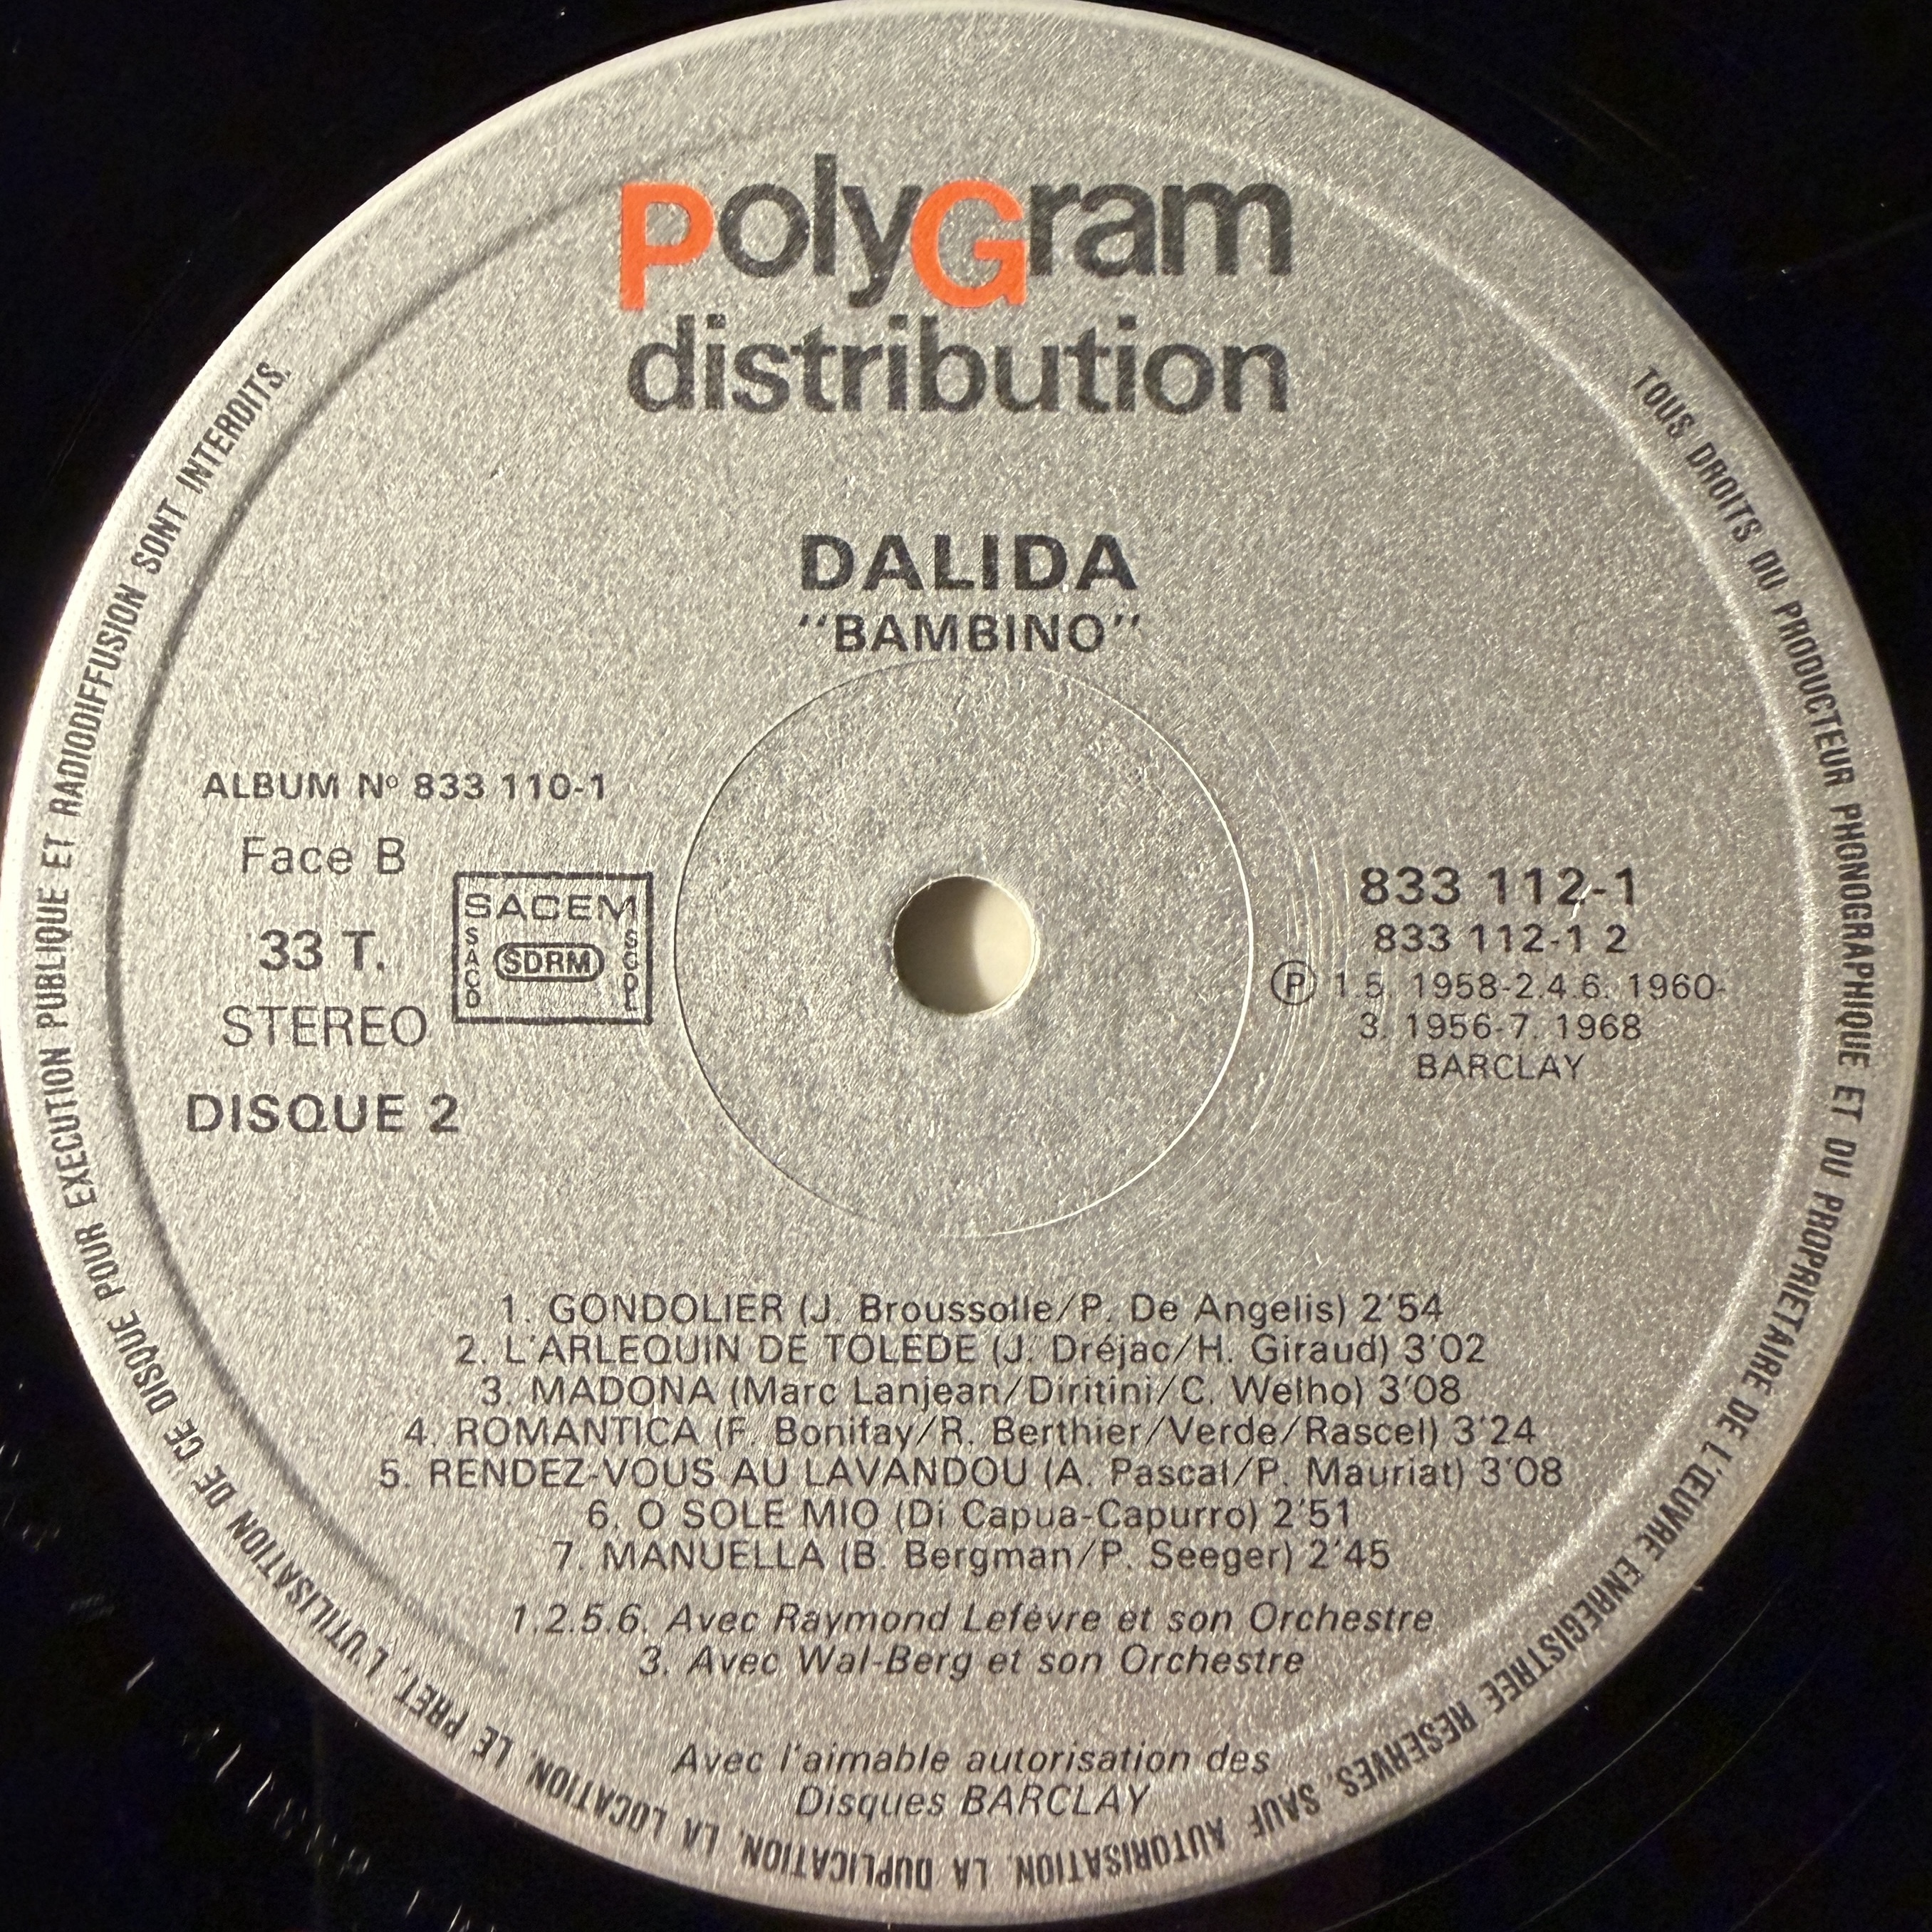 PolyGram
distribution
DALIDA
"BAMBINO"
ALBUM Nº 833 110-1
Face B
33 T.
STEREO
DISQUE 2
SACEM
SACD
SDRM
SGDL
833 112-1
833 112-1 2
Ⓟ 1.5. 1958-2.4.6. 1960-
3. 1956-7. 1968
BARCLAY
1. GONDOLIER (J. Broussolle/P. De Angelis) 2'54
2. L'ARLEQUIN DE TOLEDE (J. Dréjac/H. Giraud) 3'02
3. MADONA (Marc Lanjean/Diritini/C. Welho) 3'08
4. ROMANTICA (F. Bonifay/R. Berthier/Verde/Rascel) 3'24
5. RENDEZ-VOUS AU LAVANDOU (A. Pascal/P. Mauriat) 3'08
6. O SOLE MIO (Di Capua-Capurro) 2'51
7. MANUELLA (B. Bergman/P. Seeger) 2'45
1.2.5.6. Avec Raymond Lefèvre et son Orchestre
3. Avec Wal-Berg et son Orchestre
Avec l'aimable autorisation des
Disques BARCLAY
TOUS DROITS DU PRODUCTEUR PHONOGRAPHIQUE ET DU PROPRIETAIRE DE L'ŒUVRE ENREGISTREE RESERVES. SAUF AUTORISATION, LA DUPLICATION, LA LOCATION, LE PRET, L'UTILISATION DE CE DISQUE POUR EXECUTION PUBLIQUE ET RADIODIFFUSION SONT INTERDITS.